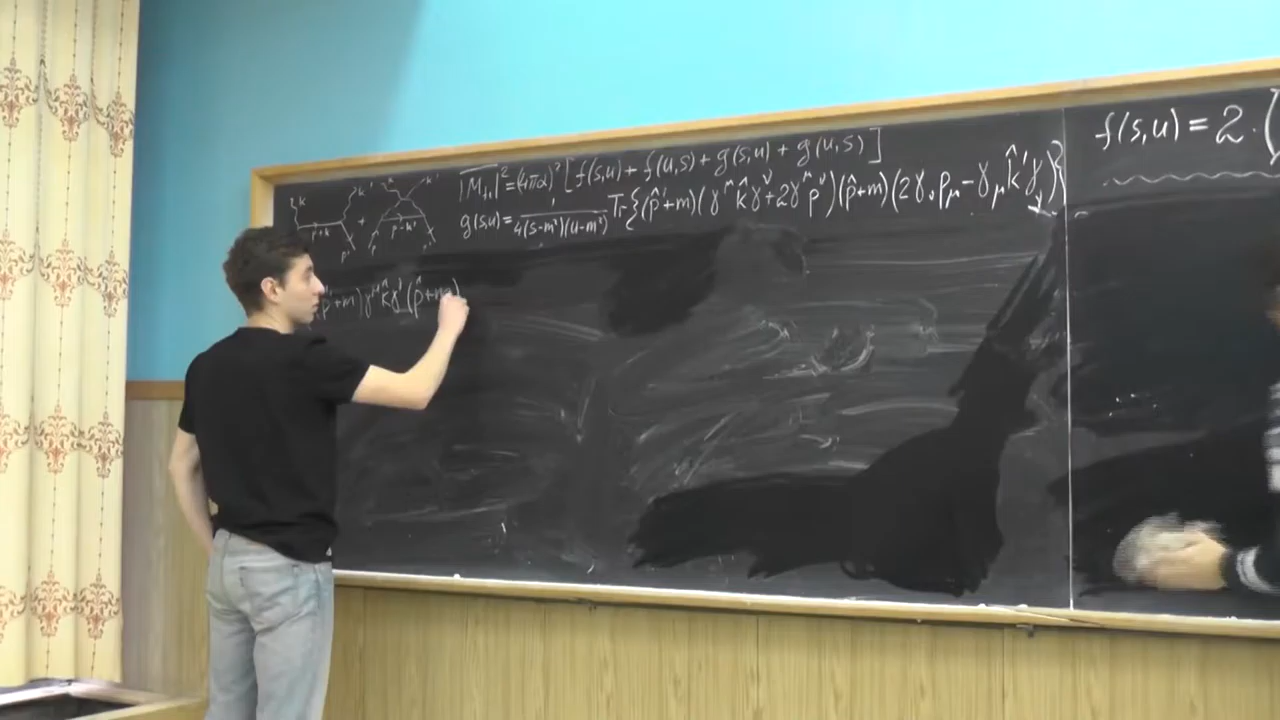 k k' + k' k
p+k p' p-k' p'
|M_fi|² = (4πα)² [f(s,u) + f(u,s) + g(s,u) + g(u,s)]
g(s,u) = 1/4(s-m²)(u-m²) Tr{(p̂'+m)(γ^μ k̂ γ^ν + 2γ^μ p^ν)(p̂+m)(2γ_ν p_μ - γ_μ k̂' γ_ν)}
p̂'+m)γ^μ k̂ γ^ν (p̂+m)
f(s,u) = 2·(